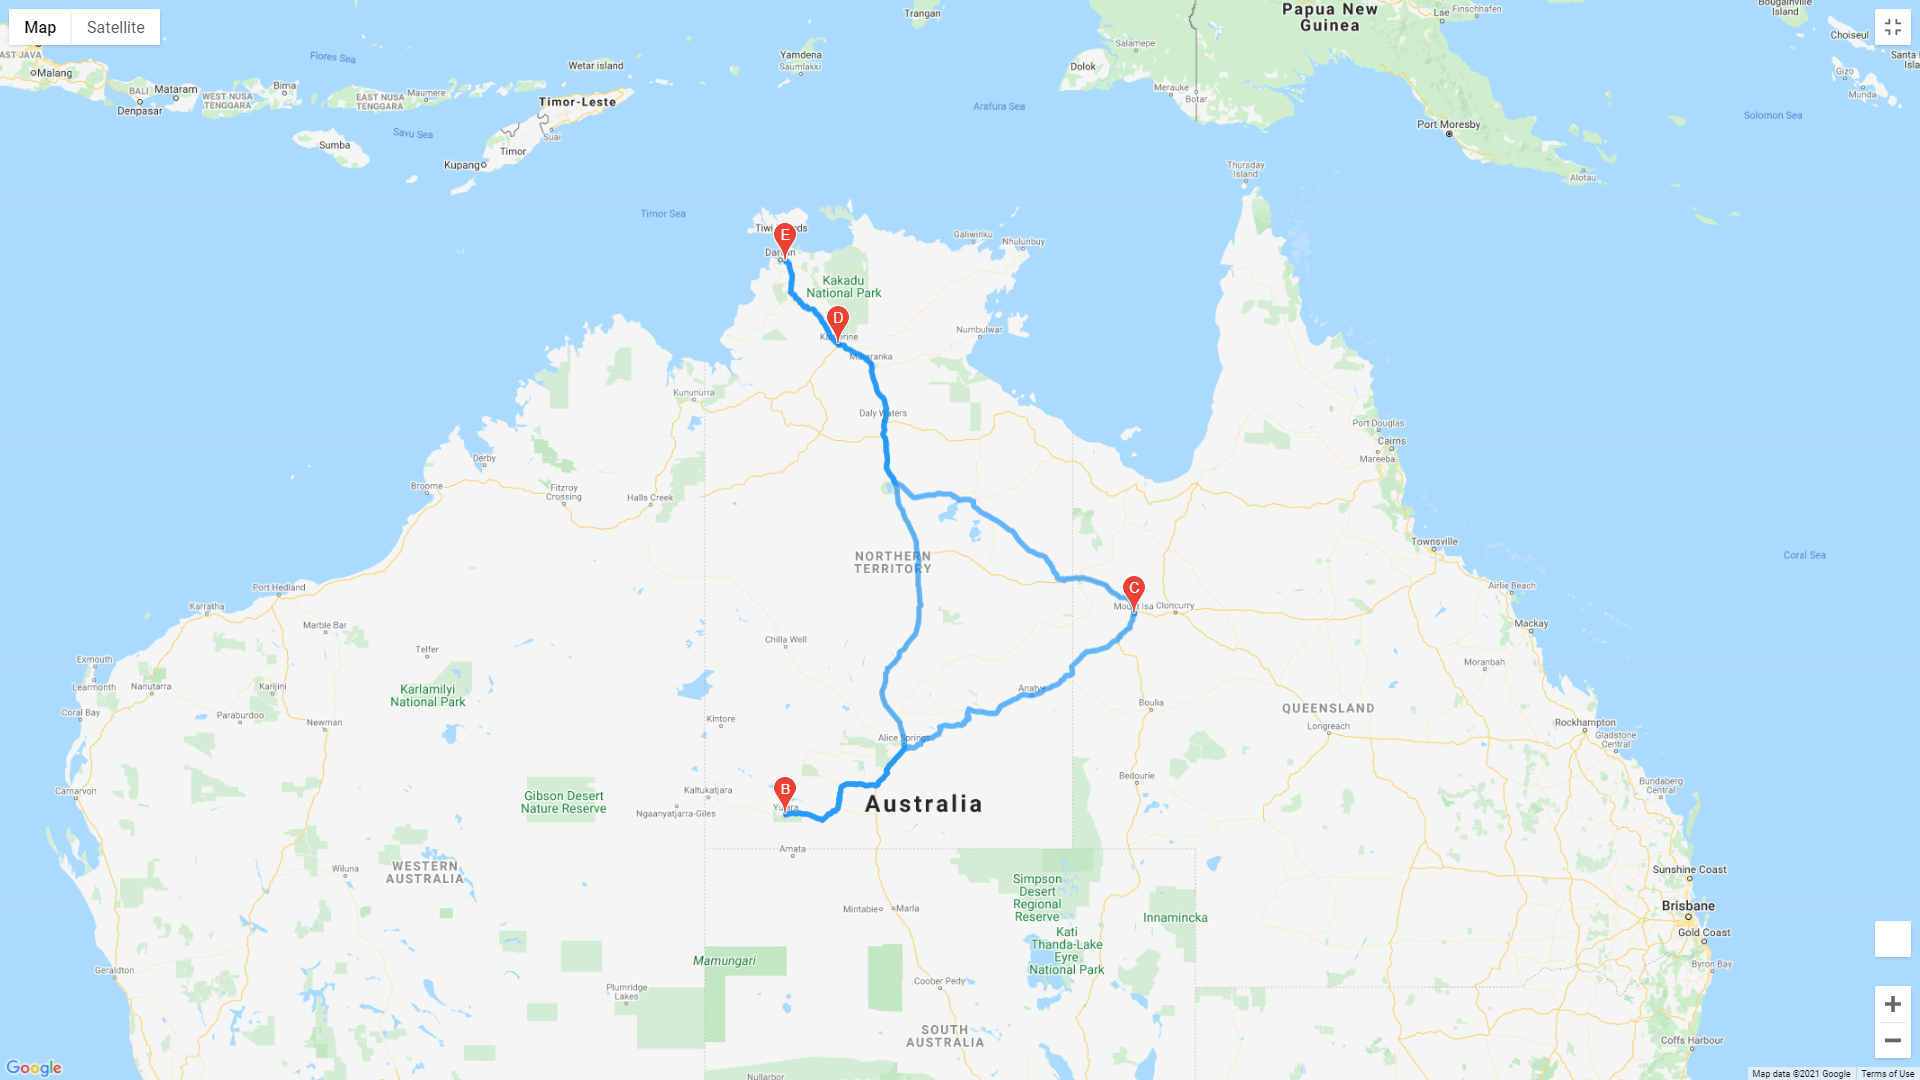 Map
Satellite
Trangan
Papua New
Guinea
Lae
Finschhafen
Bougainville
Island
Choiseul
Santa
Isla
Gizo
Munda
Salamepe
Dolok
Merauke
Botar
Port Moresby
Alotau
Solomon Sea
EAST JAVA
Malang
BALI
Denpasar
Mataram
WEST NUSA
TENGGARA
Bima
Flores Sea
EAST NUSA
TENGGARA
Maumere
Savu Sea
Sumba
Kupang
Timor
Suai
Timor-Leste
Wetar island
Yamdena
Saumlakki
Arafura Sea
Thursday
Island
Timor Sea
E
Galiwinku
Nhulunbuy
Kakadu
National Park
D
Numbulwar
Kununurra
Daly Waters
Port Douglas
Cairns
Mareeba
Derby
Broome
Fitzroy
Crossing
Halls Creek
Townsville
Coral Sea
NORTHERN
TERRITORY
Airlie Beach
Mackay
Moranbah
C
Mount Isa
Cloncurry
Port Hedland
Karratha
Marble Bar
Telfer
Chilla Well
Exmouth
Learmonth
Nanutarra
Karijini
Karlamilyi
National Park
Coral Bay
Paraburdoo
Newman
Kintore
Anatye
Boulia
QUEENSLAND
Longreach
Rockhampton
Gladstone
Central
Alice Springs
Bedourie
Bundaberg
Central
Carnarvon
Gibson Desert
Nature Reserve
Kaltukatjara
Ngaanyatjarra-Giles
B
Yulara
Australia
Amata
WESTERN
AUSTRALIA
Wiluna
Simpson
Desert
Regional
Reserve
Innamincka
Sunshine Coast
Brisbane
Gold Coast
Mintabie
Marla
Kati
Thanda-Lake
Eyre
National Park
Mamungari
Byron Bay
Geraldton
Plumridge
Lakes
Coober Pedy
SOUTH
AUSTRALIA
Coffs Harbour
Nullarbor
Google
Map data ©2021 Google
Terms of Use